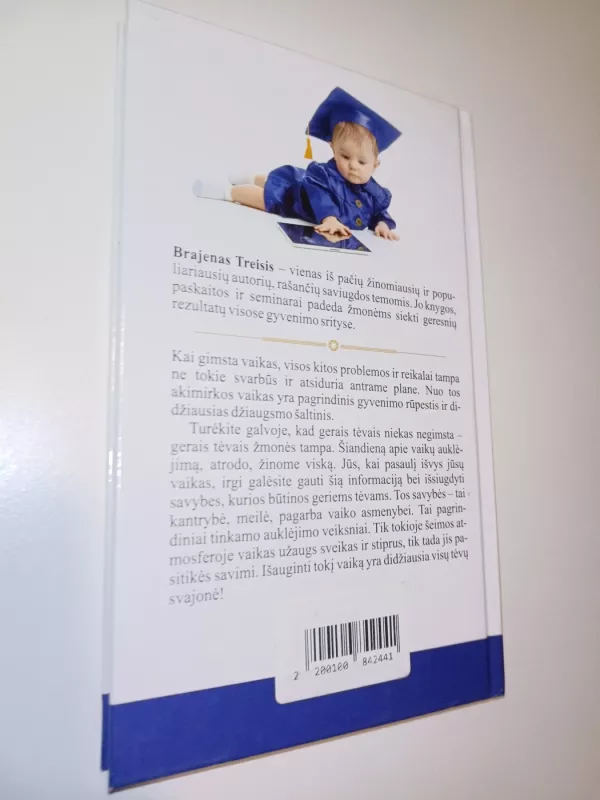 Brajenas Treisis – vienas iš pačių žinomiausių ir popu-
liariausių autorių, rašančių saviugdos temomis. Jo knygos,
paskaitos ir seminarai padeda žmonėms siekti geresnių
rezultatų visose gyvenimo srityse.
Kai gimsta vaikas, visos kitos problemos ir reikalai tampa
ne tokie svarbūs ir atsiduria antrame plane. Nuo tos
akimirkos vaikas yra pagrindinis gyvenimo rūpestis ir di-
džiausias džiaugsmo šaltinis.
Turėkite galvoje, kad gerais tėvais niekas negimsta –
gerais tėvais žmonės tampa. Šiandieną apie vaikų auklė-
jimą, atrodo, žinome viską. Jūs, kai pasaulį išvys jūsų
vaikas, irgi galėsite gauti šią informaciją bei išsiugdyti
savybes, kurios būtinos geriems tėvams. Tos savybės – tai
kantrybė, meilė, pagarba vaiko asmenybei. Tai pagrin-
diniai tinkamo auklėjimo veiksniai. Tik tokioje šeimos at-
mosferoje vaikas užaugs sveikas ir stiprus, tik tada jis pa-
sitikės savimi. Išauginti tokį vaiką yra didžiausia visų tėvų
svajonė!
2 200100 842441